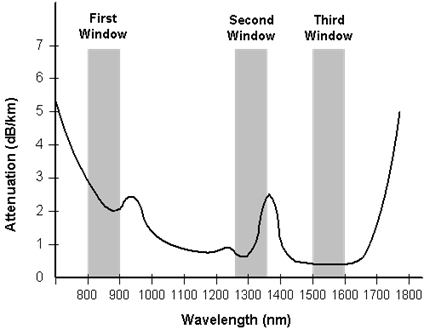 First Second Third
Window Window Window
7
6
5
4
3
2
1
0
Attenuation (dB/km)
800 900 1000 1100 1200 1300 1400 1500 1600 1700 1800
Wavelength (nm)